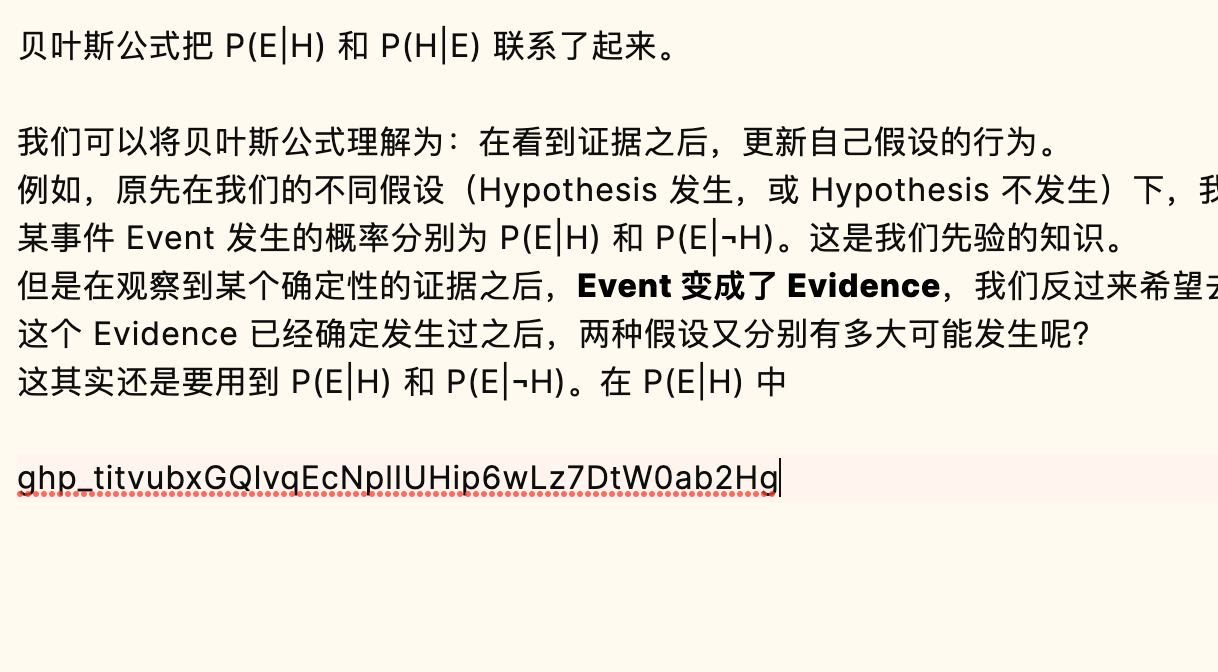 贝叶斯公式把 P(E|H) 和 P(H|E) 联系了起来。
我们可以将贝叶斯公式理解为：在看到证据之后，更新自己假设的行为。
例如，原先在我们的不同假设（Hypothesis 发生，或 Hypothesis 不发生）下，
某事件 Event 发生的概率分别为 P(E|H) 和 P(E|¬H)。这是我们先验的知识。
但是在观察到某个确定性的证据之后，Event 变成了 Evidence，我们反过来希望
这个 Evidence 已经确定发生过之后，两种假设又分别有多大可能发生呢？
这其实还是要用到 P(E|H) 和 P(E|¬H)。在 P(E|H) 中